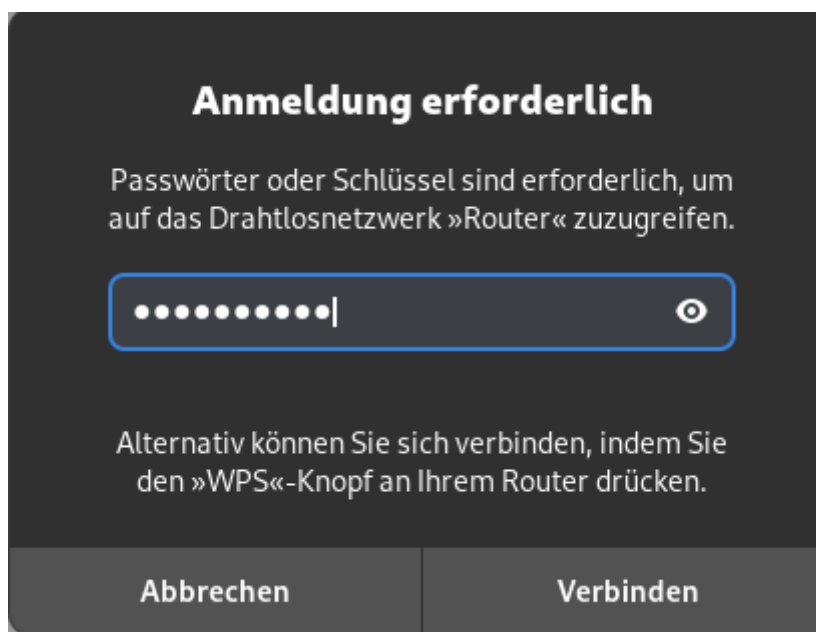 Anmeldung erforderlich
Passwörter oder Schlüssel sind erforderlich, um
auf das Drahtlosnetzwerk »Router« zuzugreifen.
●●●●●●●●●●
Alternativ können Sie sich verbinden, indem Sie
den »WPS«-Knopf an Ihrem Router drücken.
Abbrechen
Verbinden